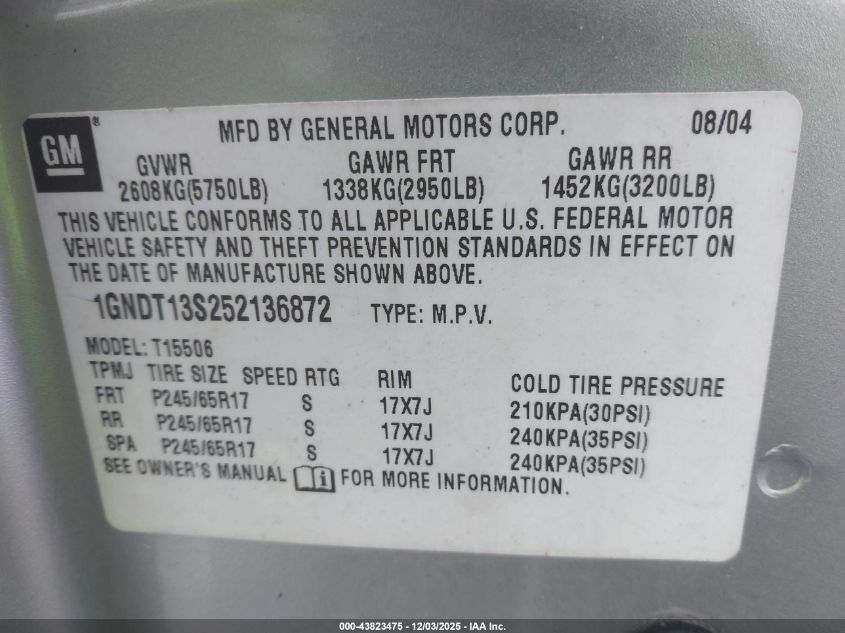 GM®
MFD BY GENERAL MOTORS CORP. 08/04
GVWR GAWR FRT GAWR RR
2608KG(5750LB) 1338KG(2950LB) 1452KG(3200LB)
THIS VEHICLE CONFORMS TO ALL APPLICABLE U.S. FEDERAL MOTOR
VEHICLE SAFETY AND THEFT PREVENTION STANDARDS IN EFFECT ON
THE DATE OF MANUFACTURE SHOWN ABOVE.
1GNDT13S252136872 TYPE: M.P.V.
MODEL: T15506
TPMJ TIRE SIZE SPEED RTG RIM COLD TIRE PRESSURE
FRT P245/65R17 S 17X7J 210KPA(30PSI)
RR P245/65R17 S 17X7J 240KPA(35PSI)
SPA P245/65R17 S 17X7J 240KPA(35PSI)
SEE OWNER'S MANUAL FOR MORE INFORMATION.
000-43823475 - 12/03/2025 - IAA Inc.